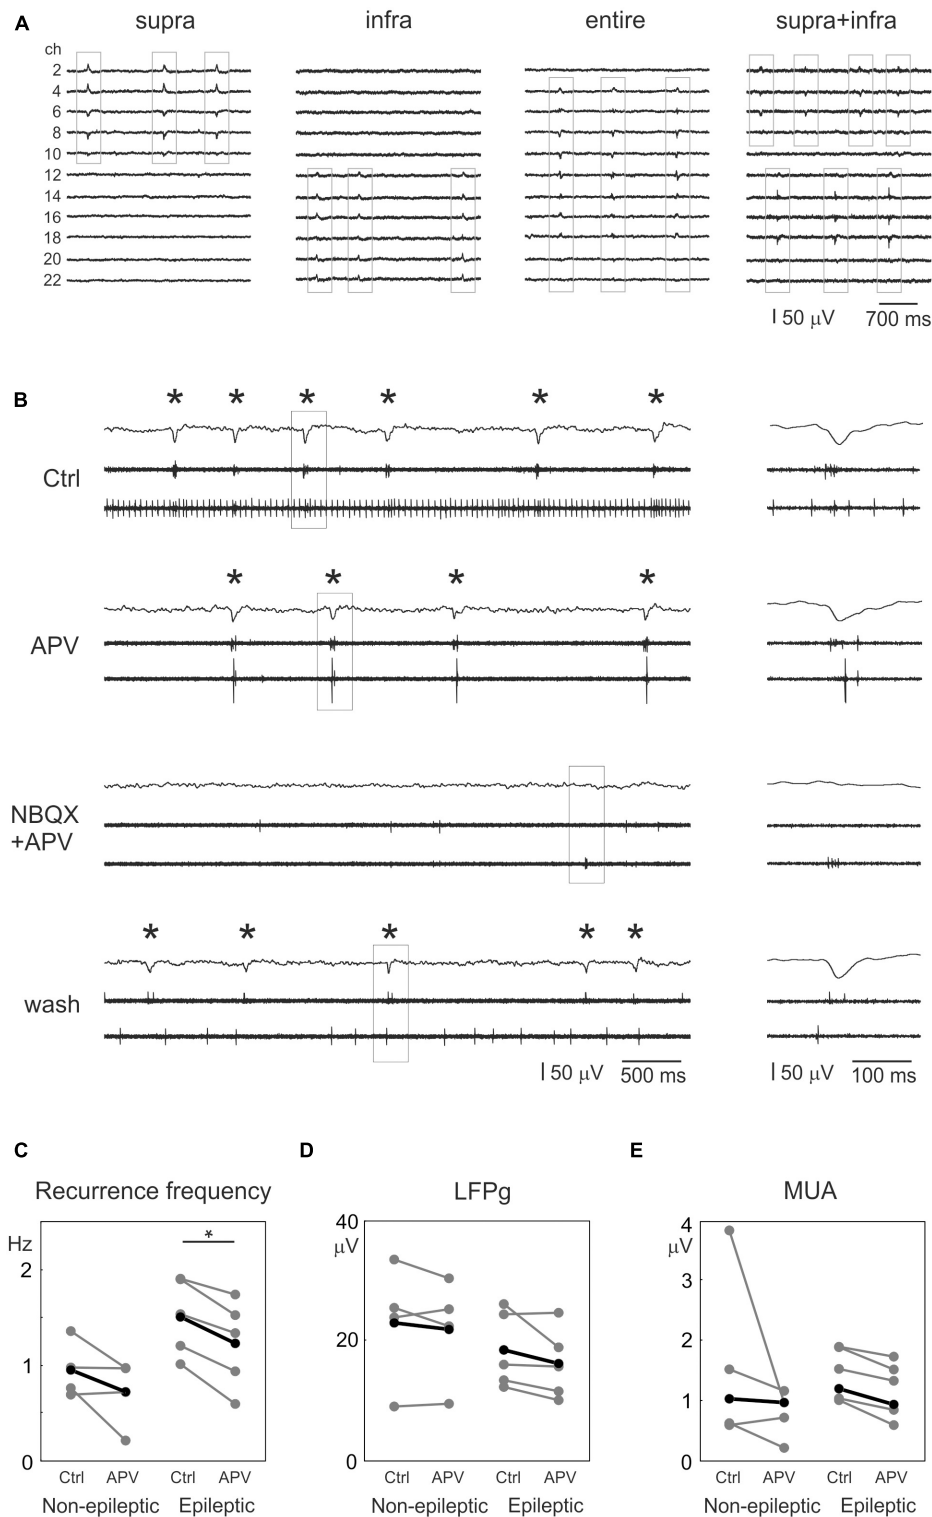 A
supra infra entire supra+infra
ch
2
4
6
8
10
12
14
16
18
20
22
50 μV 700 ms
B
* * * * * *
Ctrl
* * * *
APV
NBQX
+APV
* * * * *
wash
50 μV 500 ms 50 μV 100 ms
C D E
Recurrence frequency LFPg MUA
Hz
2
1
0
*
Ctrl APV Ctrl APV
Non-epileptic Epileptic
40
μV
20
0
Ctrl APV Ctrl APV
Non-epileptic Epileptic
4
μV
3
2
1
0
Ctrl APV Ctrl APV
Non-epileptic Epileptic